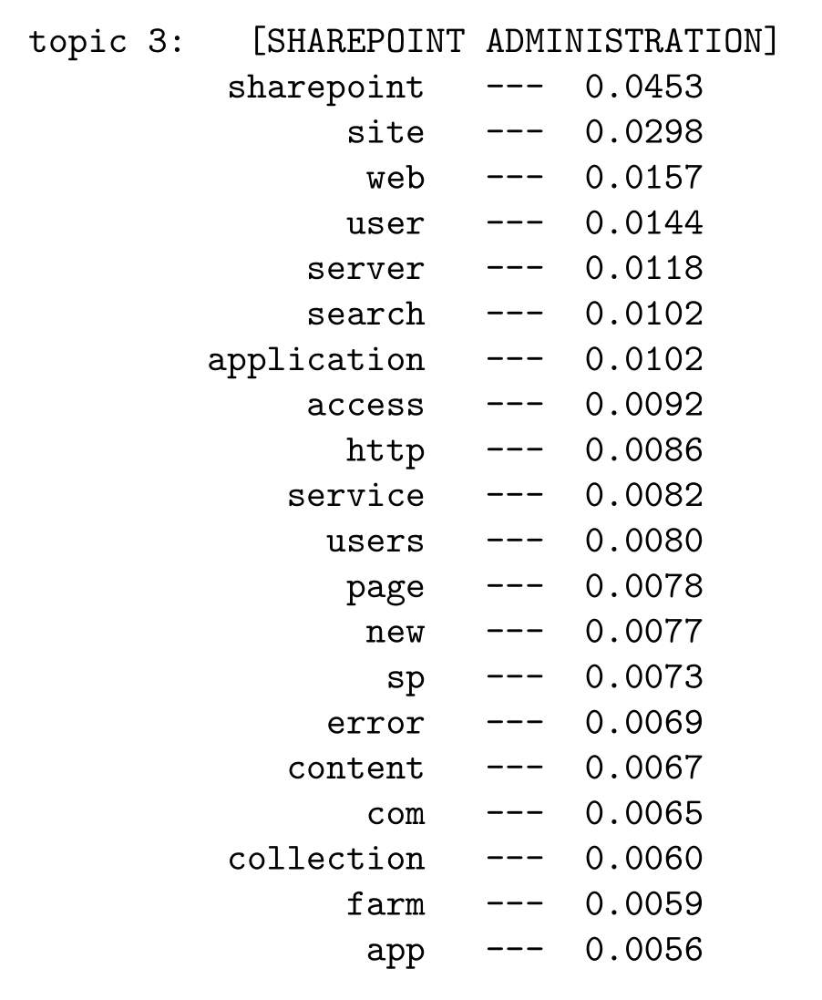 topic 3: [SHAREPOINT ADMINISTRATION]
sharepoint --- 0.0453
site --- 0.0298
web --- 0.0157
user --- 0.0144
server --- 0.0118
search --- 0.0102
application --- 0.0102
access --- 0.0092
http --- 0.0086
service --- 0.0082
users --- 0.0080
page --- 0.0078
new --- 0.0077
sp --- 0.0073
error --- 0.0069
content --- 0.0067
com --- 0.0065
collection --- 0.0060
farm --- 0.0059
app --- 0.0056